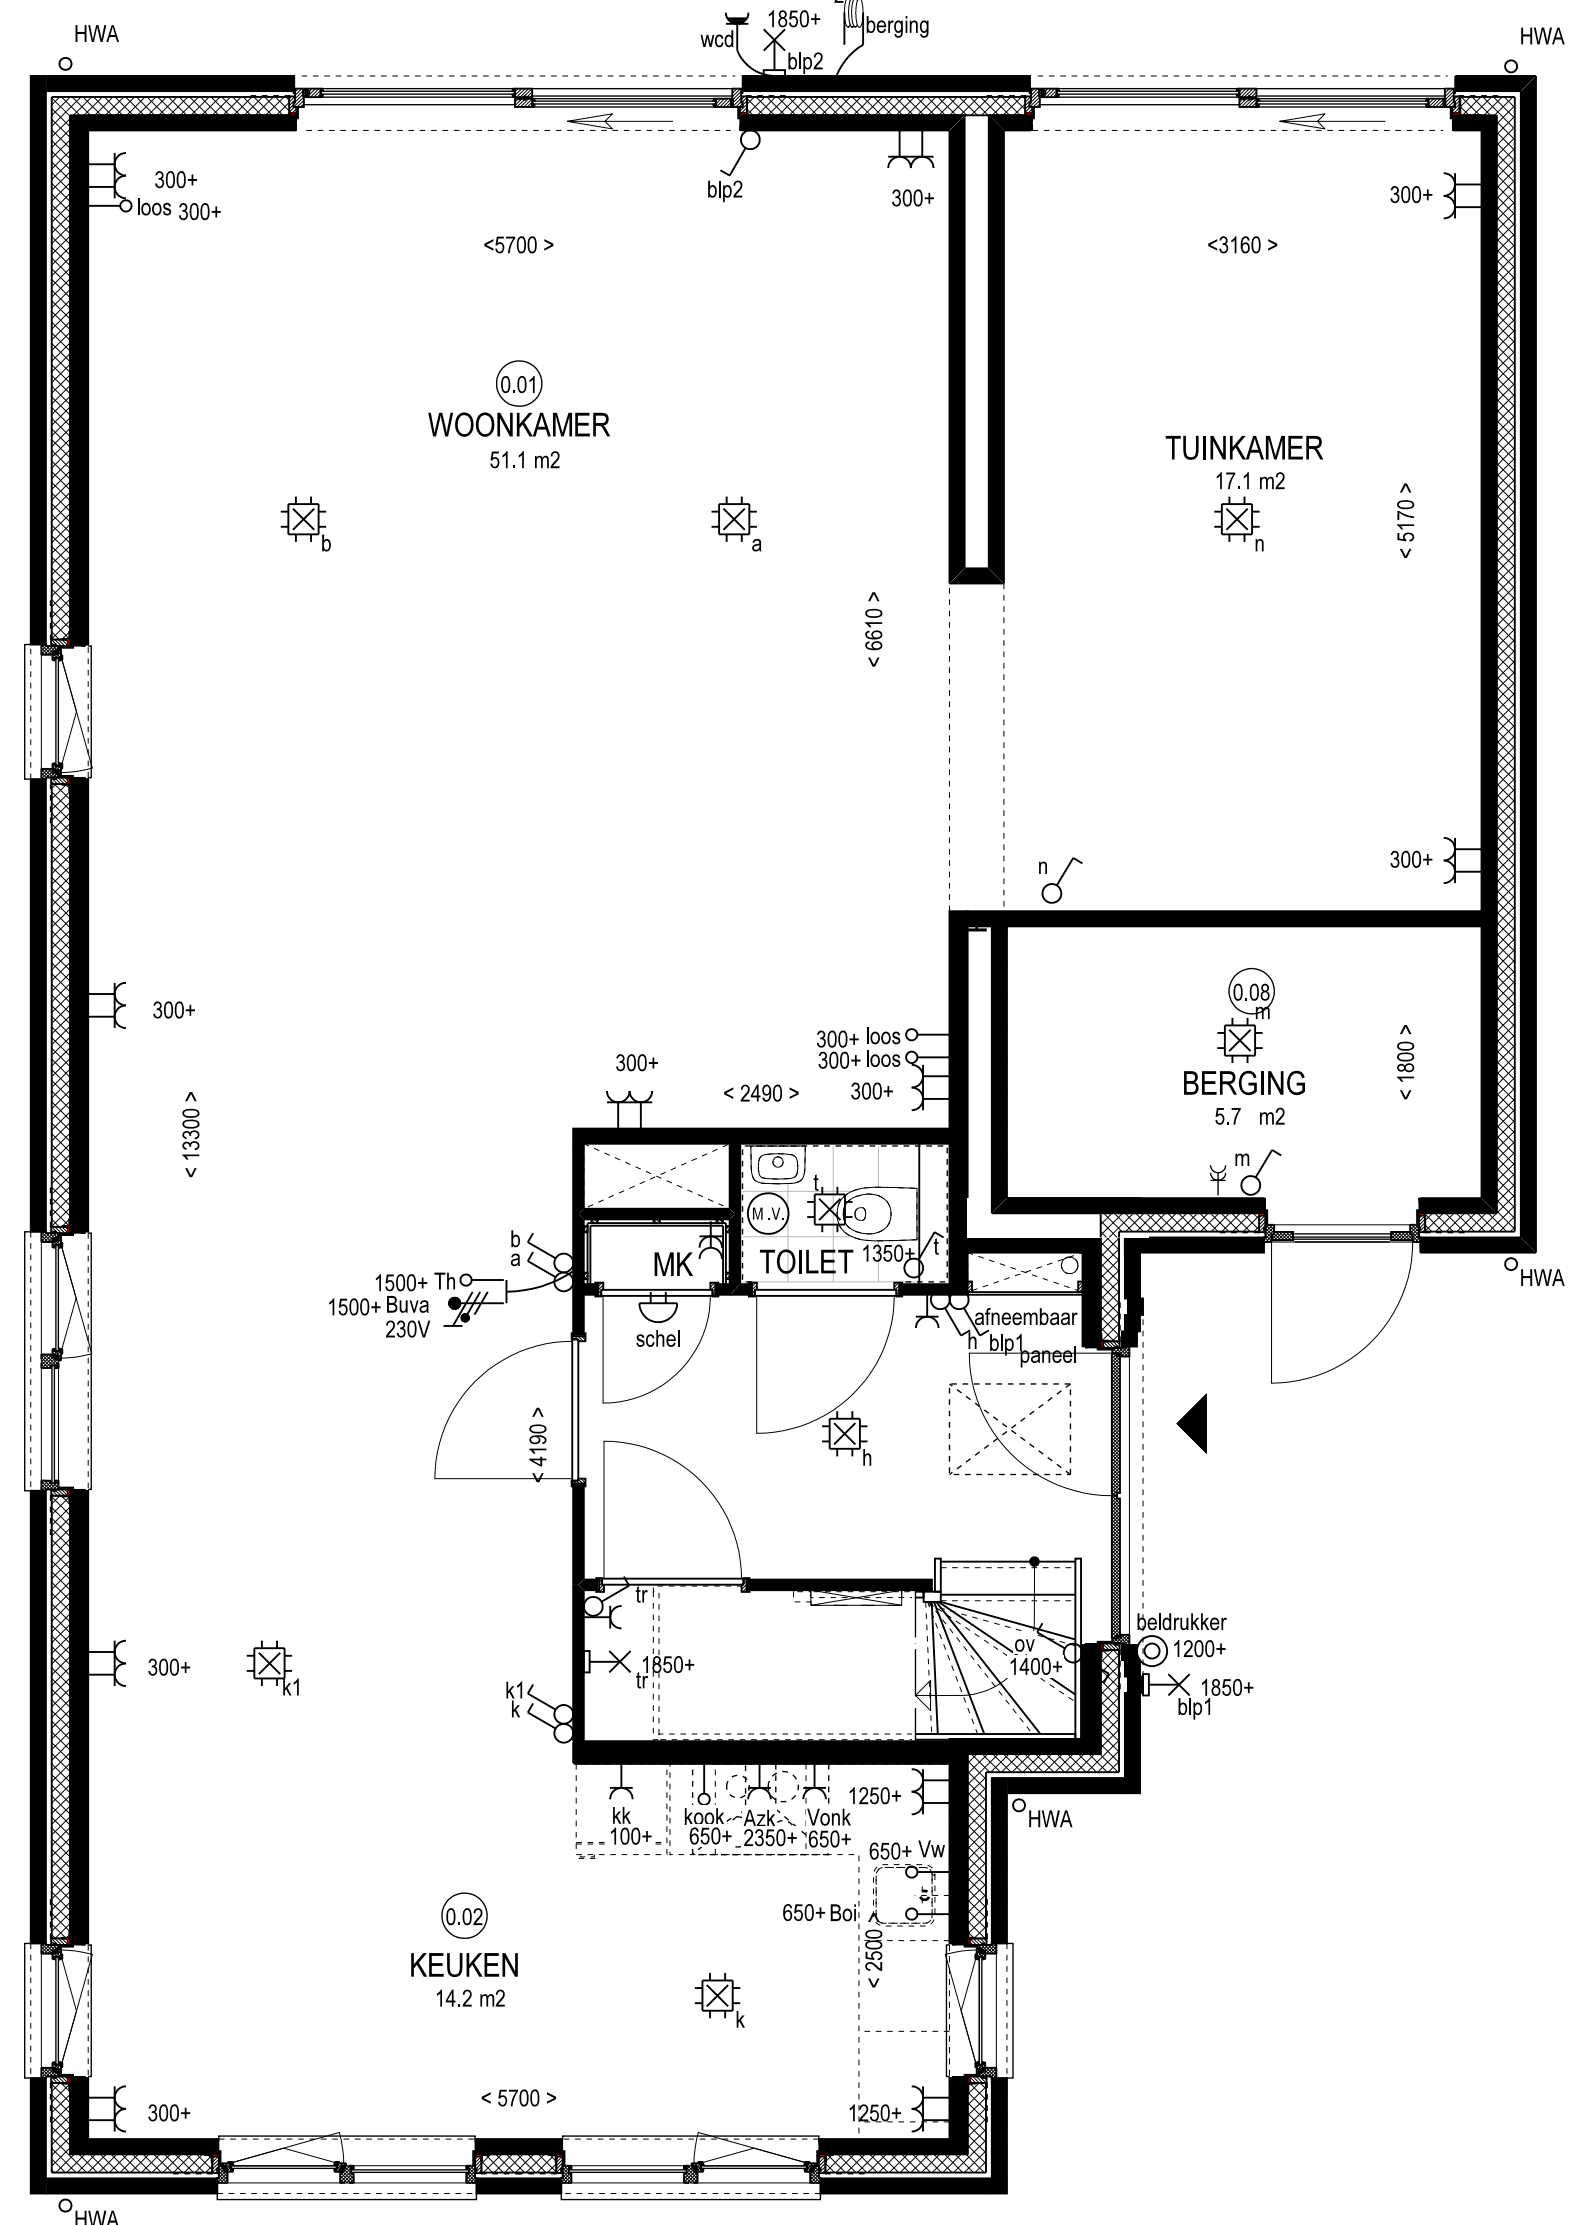 HWA
wcd
1850+
blp2
berging
HWA
300+
loos 300+
blp2
300+
300+
<5700 >
<3160 >
0.01
WOONKAMER
51.1 m2
TUINKAMER
17.1 m2
b
a
n
< 5170 >
< 6610 >
n
300+
0.08
m
BERGING
5.7 m2
< 1800 >
m
300+
300+ loos
300+ loos
300+
300+
< 2490 >
< 13300 >
t
M.V.
MK
TOILET
1350+
t
b
a
1500+ Th
1500+ Buva
230V
schel
h
blp1
afneembaar
paneel
HWA
< 4190 >
h
tr
1850+
tr
ov
1400+
beldrukker
1200+
1850+
blp1
300+
k1
k1
k
kk
100+
kook
650+
Azk
2350+
Vonk
650+
1250+
HWA
650+ Vw
650+ Boi
< 2500 >
0.02
KEUKEN
14.2 m2
k
< 5700 >
300+
1250+
HWA